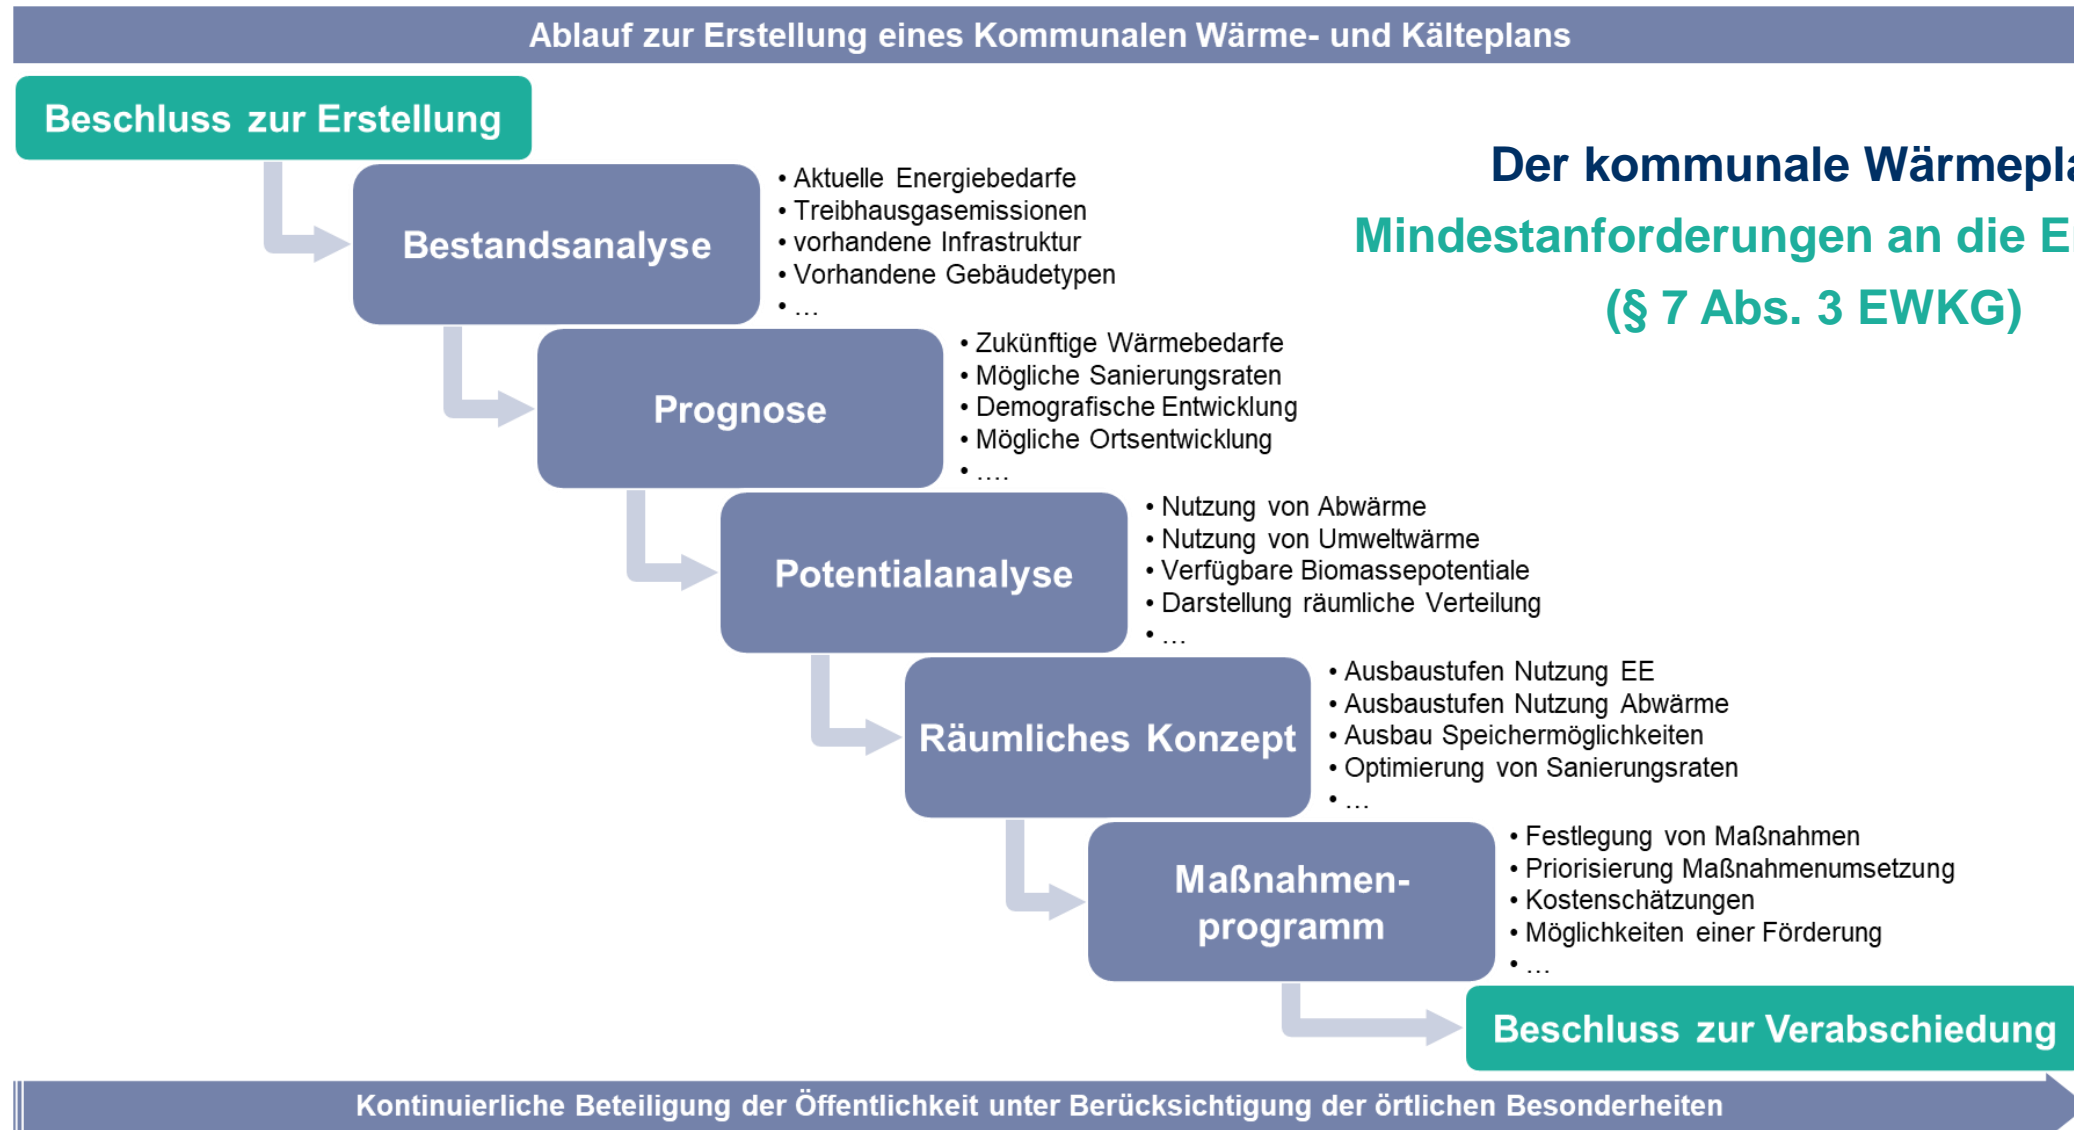 Ablauf zur Erstellung eines Kommunalen Wärme- und Kälteplans
Beschluss zur Erstellung
Der kommunale
Mindestanforderungen an die
(§ 7 Abs. 3 EWKG)
Bestandsanalyse
• Aktuelle Energiebedarfe
• Treibhausgasemissionen
• vorhandene Infrastruktur
• Vorhandene Gebäudetypen
• ...
Prognose
• Zukünftige Wärmebedarfe
• Mögliche Sanierungsraten
• Demografische Entwicklung
• Mögliche Ortsentwicklung
• ....
Potentialanalyse
• Nutzung von Abwärme
• Nutzung von Umweltwärme
• Verfügbare Biomassepotentiale
• Darstellung räumliche Verteilung
• ...
Räumliches Konzept
• Ausbaustufen Nutzung EE
• Ausbaustufen Nutzung Abwärme
• Ausbau Speichermöglichkeiten
• Optimierung von Sanierungsraten
• ...
Maßnahmen-
programm
• Festlegung von Maßnahmen
• Priorisierung Maßnahmenumsetzung
• Kostenschätzungen
• Möglichkeiten einer Förderung
• ...
Beschluss zur Verabschiedung
Kontinuierliche Beteiligung der Öffentlichkeit unter Berücksichtigung der örtlichen Besonderheiten